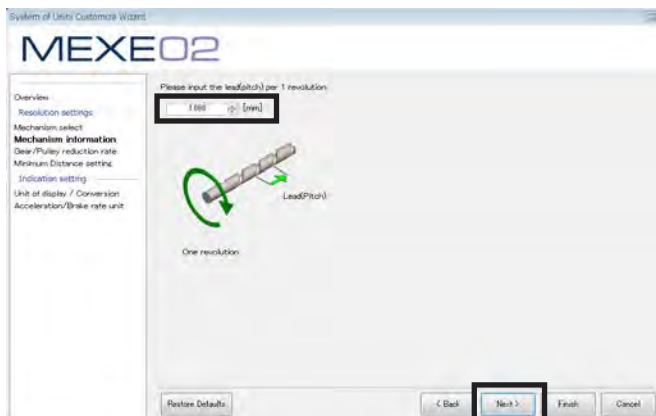 System of Units Customize Wizard
MEXE02
Overview
Resolution settings
Mechanism select
Mechanism information
Gear/Pulley reduction rate
Minimum Distance setting
Indication setting
Unit of display / Conversion
Acceleration/Brake rate unit
Please input the lead(pitch) per 1 revolution
1.000 [mm]
Lead(Pitch)
One revolution
Restore Defaults
< Back
Next >
Finish
Cancel